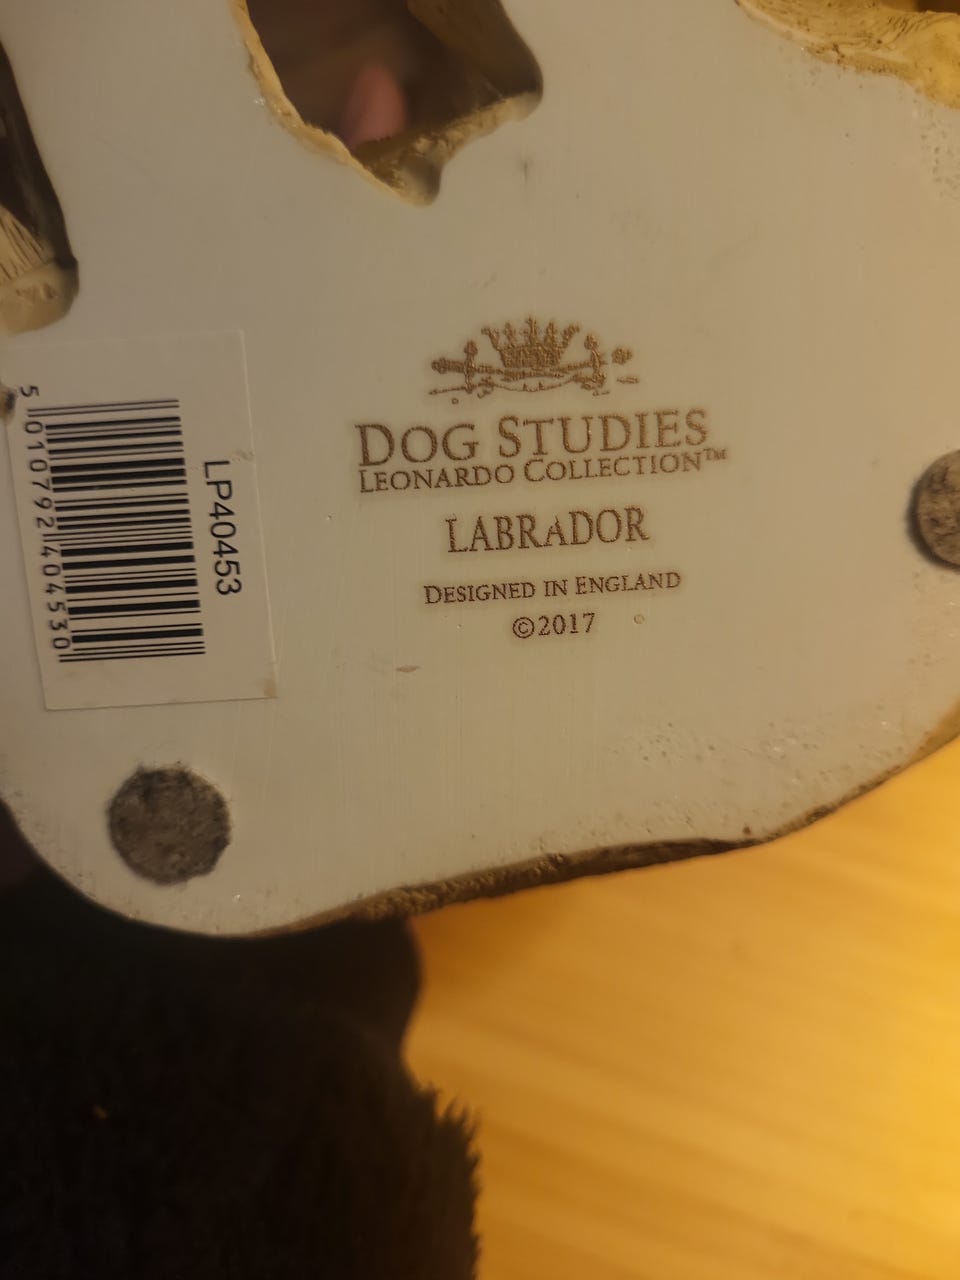 DOG STUDIES
LEONARDO COLLECTION™
LABRADOR
DESIGNED IN ENGLAND
©2017
LP40453
5 010792 404530